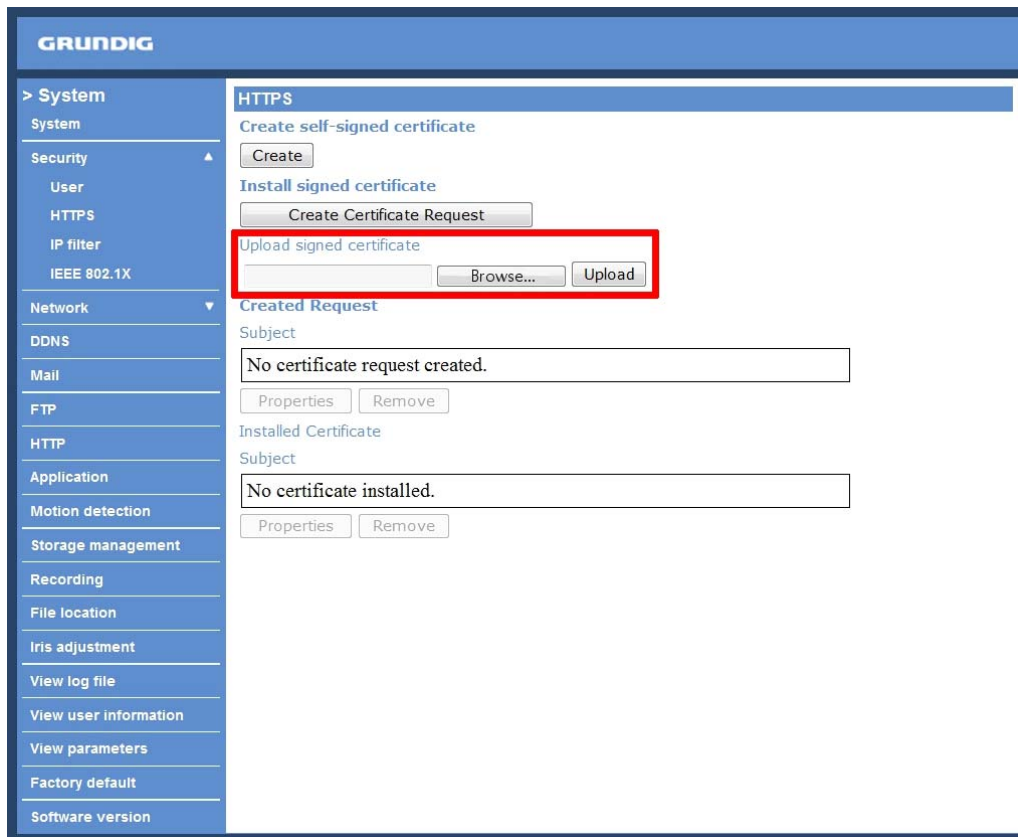 GRUNDIG
> System
System
Security
User
HTTPS
IP filter
IEEE 802.1X
Network
DDNS
Mail
FTP
HTTP
Application
Motion detection
Storage management
Recording
File location
Iris adjustment
View log file
View user information
View parameters
Factory default
Software version
HTTPS
Create self-signed certificate
Create
Install signed certificate
Create Certificate Request
Upload signed certificate
Browse... Upload
Created Request
Subject
No certificate request created.
Properties Remove
Installed Certificate
Subject
No certificate installed.
Properties Remove